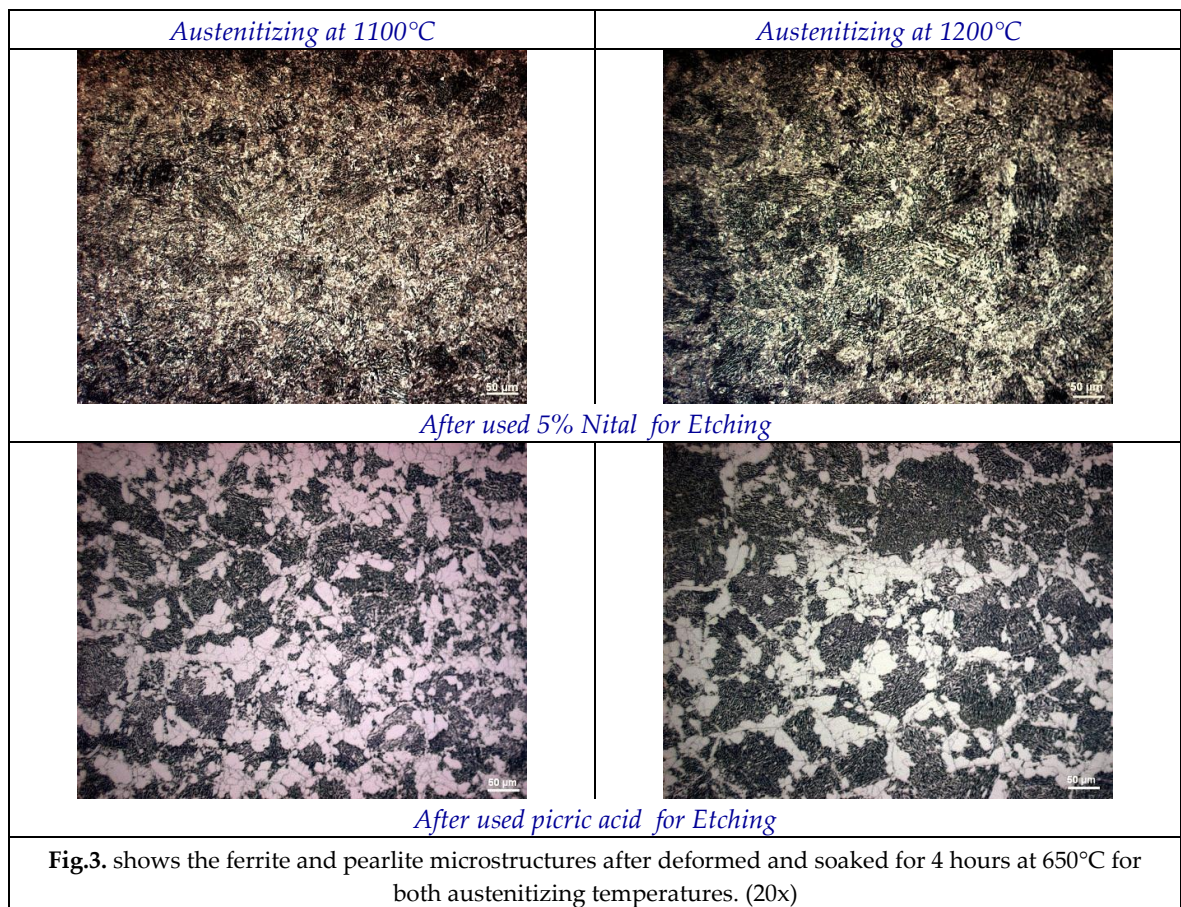 Austenitizing at 1100°C
Austenitizing at 1200°C
50 µm
50 µm
After used 5% Nital for Etching
50 µm
50 µm
After used picric acid for Etching
Fig.3. shows the ferrite and pearlite microstructures after deformed and soaked for 4 hours at 650°C for
both austenitizing temperatures. (20x)